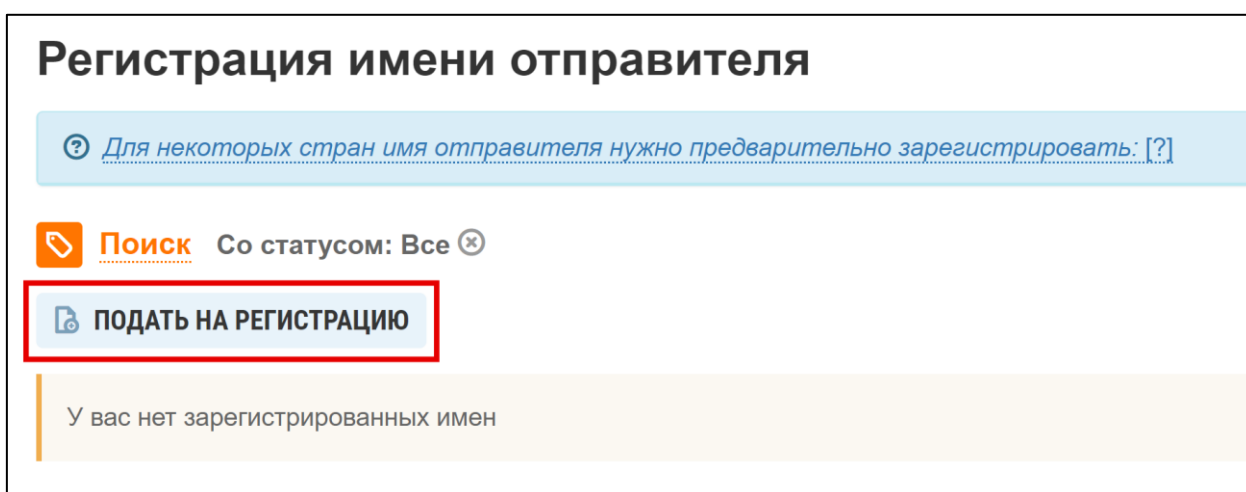 Регистрация имени отправителя
Для некоторых стран имя отправителя нужно предварительно зарегистрировать: [?]
Поиск Со статусом: Все
ПОДАТЬ НА РЕГИСТРАЦИЮ
У вас нет зарегистрированных имен